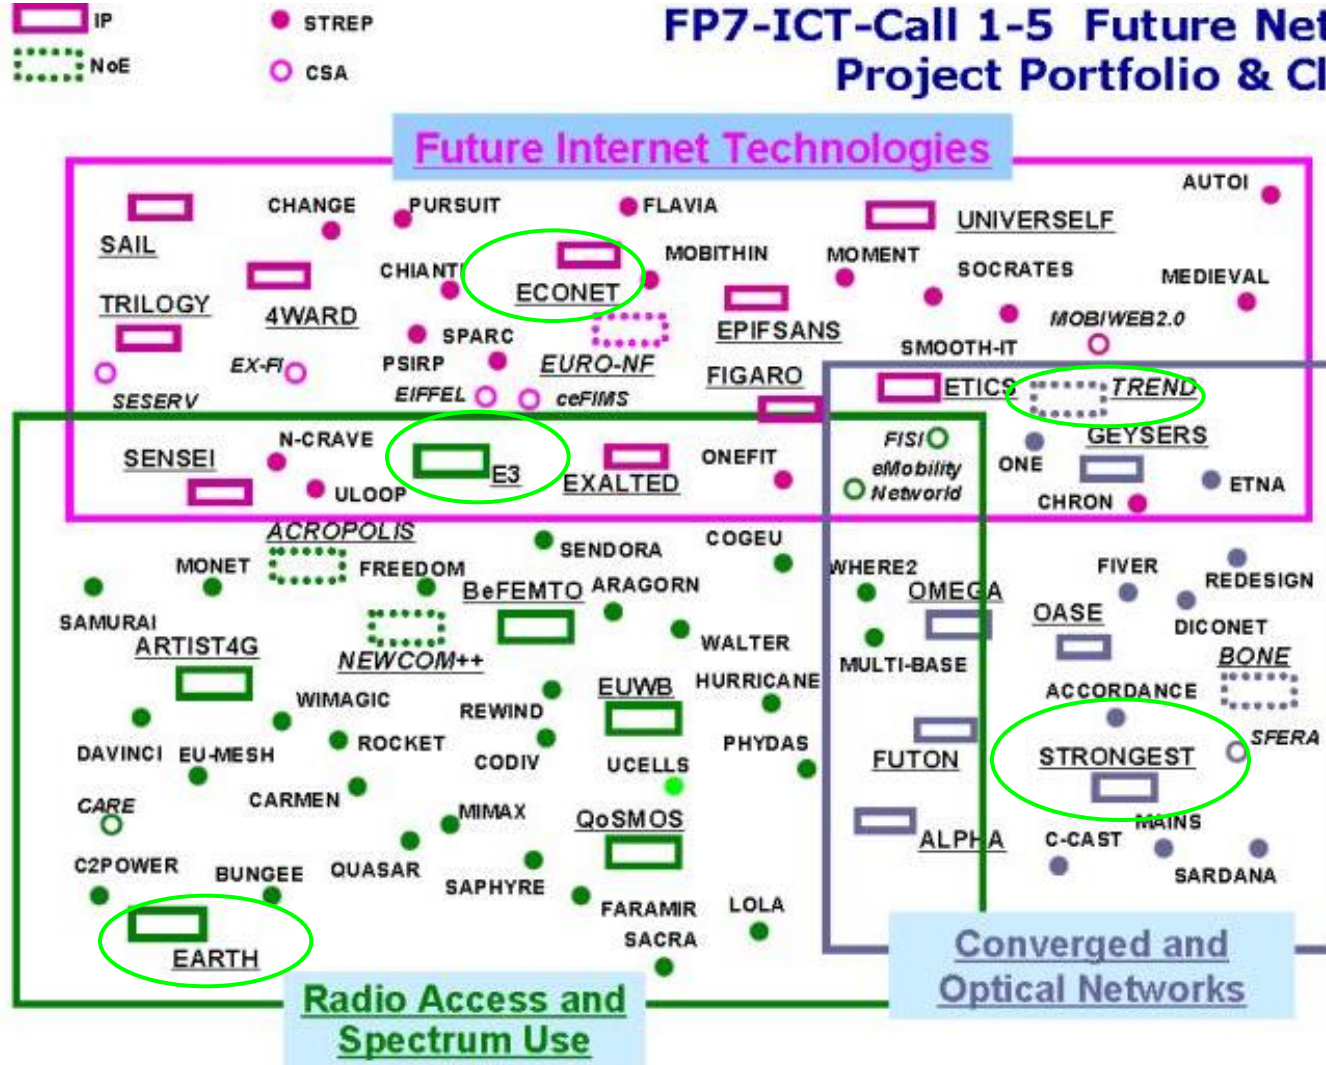 IP
STREP
NoE
CSA
FP7-ICT-Call 1-5 Future Net
Project Portfolio & Cl
Future Internet Technologies
AUTOI
CHANGE
PURSUIT
FLAVIA
UNIVERSELF
SAIL
CHIANTI
MOBITHIN
MOMENT
SOCRATES
MEDIEVAL
TRILOGY
4WARD
ECONET
EPIFSANS
MOBIWEB2.0
SPARC
SMOOTH-IT
EX-FI
PSIRP
EURO-NF
FIGARO
ETICS
TREND
SESERV
EIFFEL
ceFIMS
N-CRAVE
FISI
GEYSERS
SENSEI
E3
EXALTED
ONEFIT
eMobility
Networld
ONE
ETNA
ULOOP
CHRON
ACROPOLIS
SENDORA
COGEU
MONET
FREEDOM
BeFEMTO
ARAGORN
WHERE2
OMEGA
FIVER
REDESIGN
SAMURAI
OASE
DICONET
ARTIST4G
NEWCOM++
WALTER
MULTI-BASE
BONE
EUWB
HURRICANE
ACCORDANCE
WIMAGIC
REWIND
DAVINCI
EU-MESH
ROCKET
CODIV
UCELLS
PHYDAS
FUTON
STRONGEST
SFERA
CARE
CARMEN
MIMAX
QoSMOS
MAINS
ALPHA
C-CAST
C2POWER
BUNGEE
QUASAR
SAPHYRE
SARDANA
FARAMIR
LOLA
EARTH
SACRA
Converged and
Optical Networks
Radio Access and
Spectrum Use